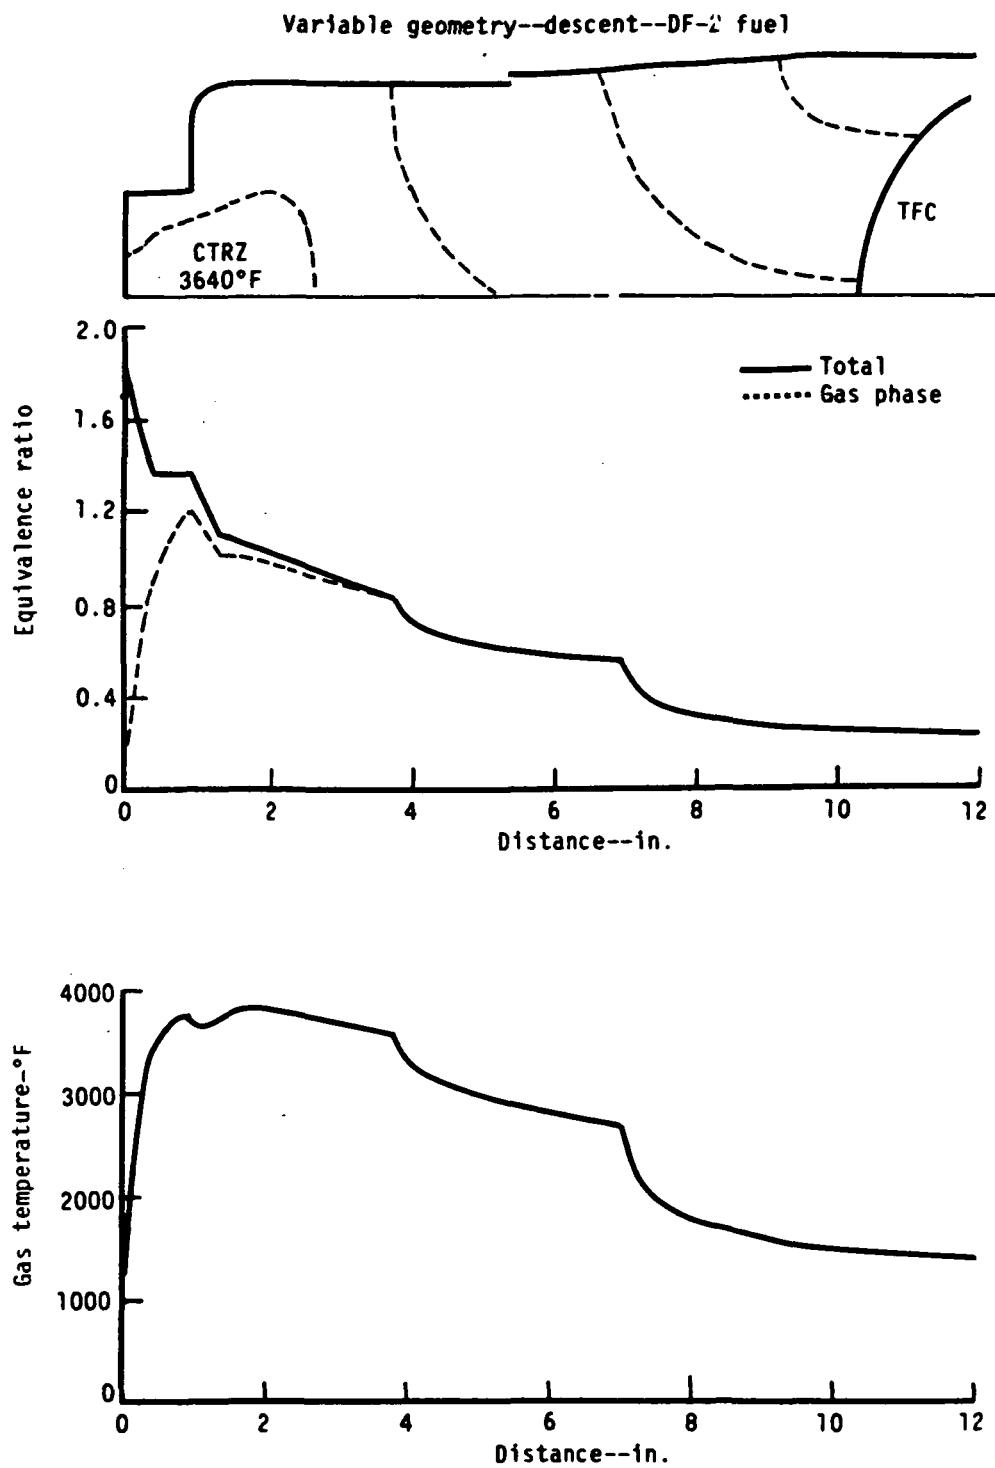 Variable geometry--descent--DF-2 fuel
CTRZ
3640°F
TFC
2.0
1.6
1.2
0.8
0.4
0
Equivalence ratio
Total
Gas phase
0 2 4 6 8 10 12
Distance--in.
4000
3000
2000
1000
0
Gas temperature-°F
0 2 4 6 8 10 12
Distance--in.